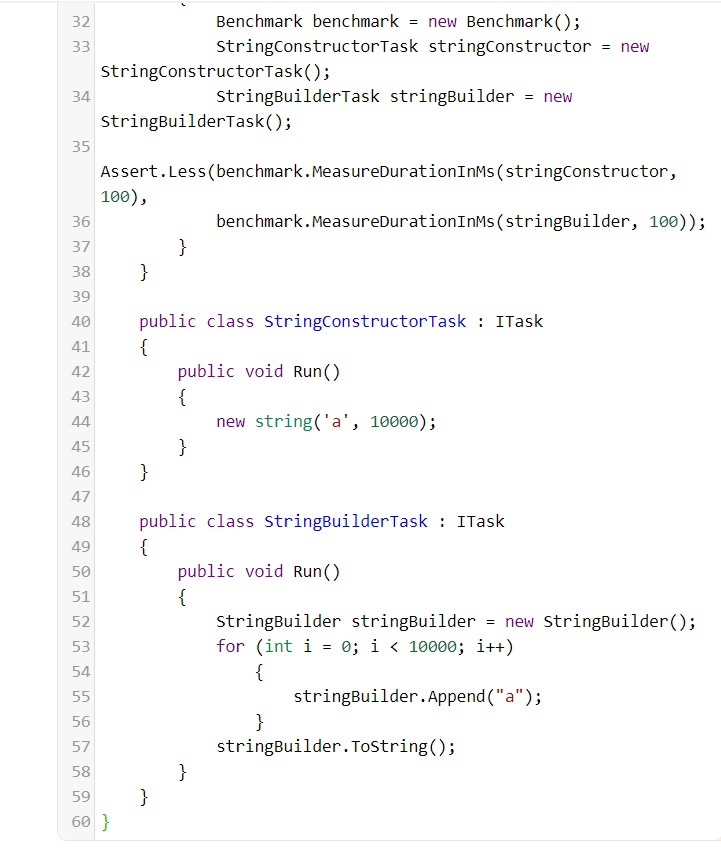 32 Benchmark benchmark = new Benchmark();
33 StringConstructorTask stringConstructor = new
StringConstructorTask();
34 StringBuilderTask stringBuilder = new
StringBuilderTask();
35
Assert.Less(benchmark.MeasureDurationInMs(stringConstructor,
100),
36 benchmark.MeasureDurationInMs(stringBuilder, 100));
37 }
38 }
39
40 public class StringConstructorTask : ITask
41 {
42 public void Run()
43 {
44 new string('a', 10000);
45 }
46 }
47
48 public class StringBuilderTask : ITask
49 {
50 public void Run()
51 {
52 StringBuilder stringBuilder = new StringBuilder();
53 for (int i = 0; i < 10000; i++)
54 {
55 stringBuilder.Append("a");
56 }
57 stringBuilder.ToString();
58 }
59 }
60 }